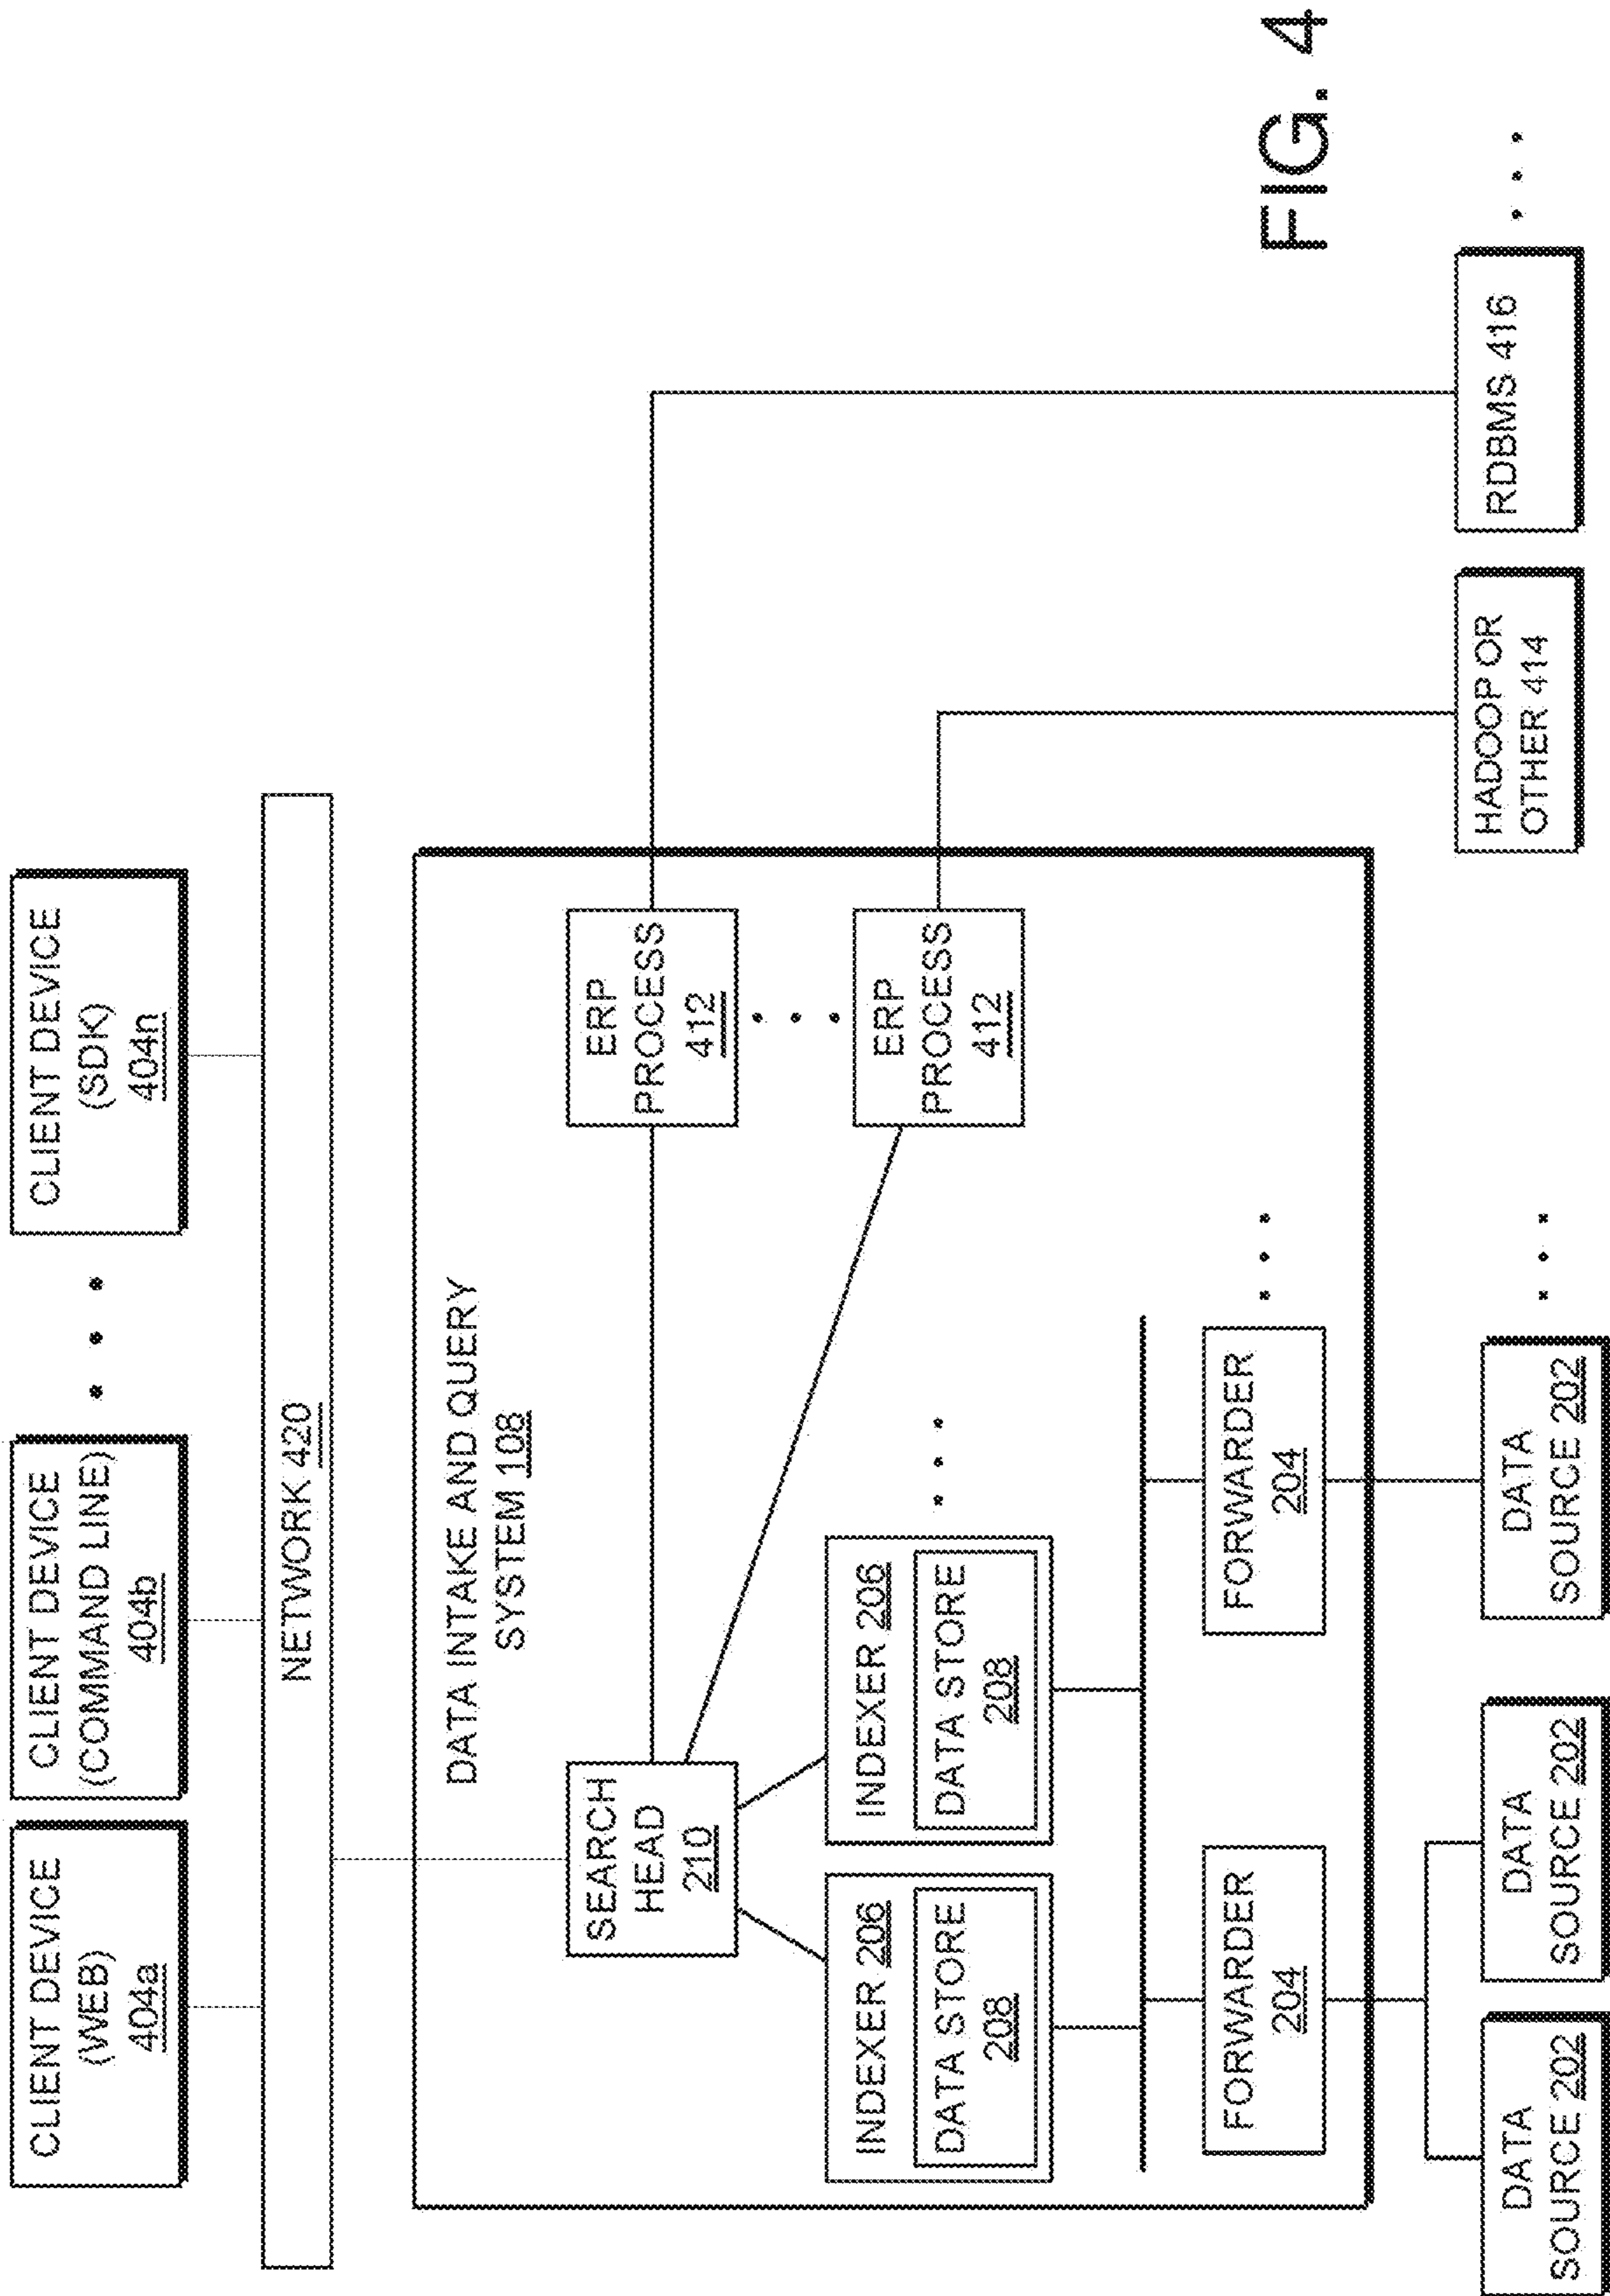 CLIENT DEVICE
(WEB)
404a
CLIENT DEVICE
(COMMAND LINE)
404b
CLIENT DEVICE
(SDK)
404n
NETWORK 420
DATA INTAKE AND QUERY
SYSTEM 108
SEARCH
HEAD
210
ERP
PROCESS
412
ERP
PROCESS
412
INDEXER 206
DATA STORE
208
INDEXER 206
DATA STORE
208
FORWARDER
204
FORWARDER
204
DATA
SOURCE 202
DATA
SOURCE 202
DATA
SOURCE 202
HADOOP OR
OTHER 414
RDBMS 416
FIG. 4